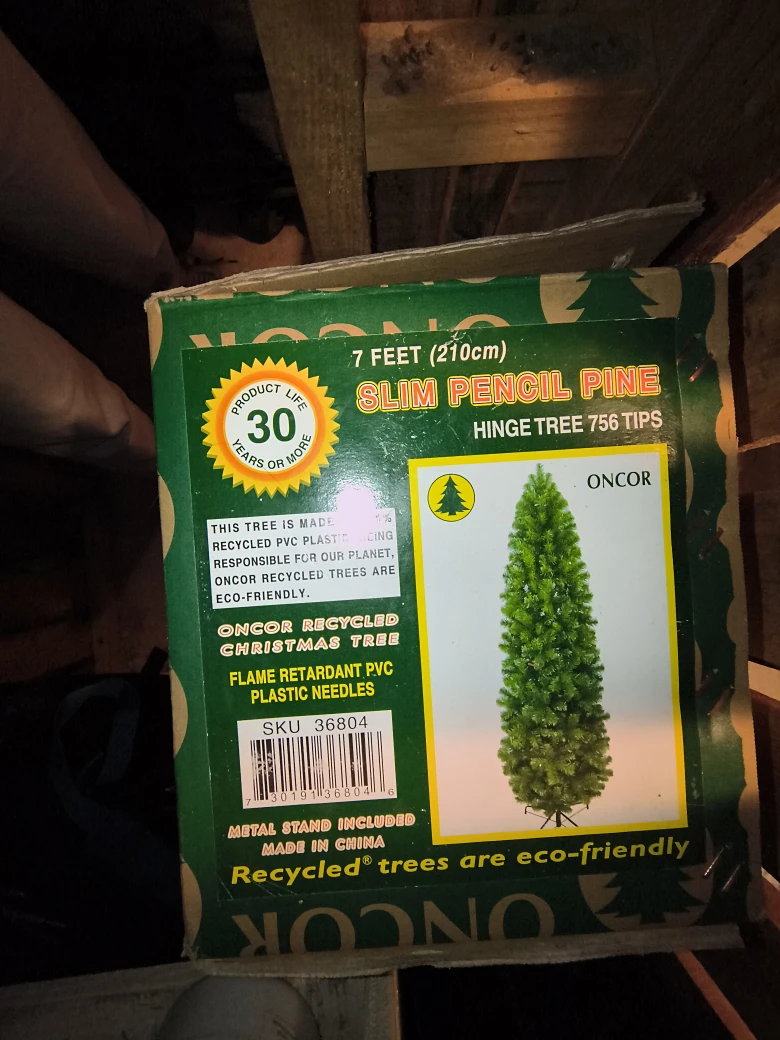 ONCOR
7 FEET (210cm)
SLIM PENCIL PINE
HINGE TREE 756 TIPS
PRODUCT LIFE
30
YEARS OR MORE
ONCOR
THIS TREE IS MADE %
RECYCLED PVC PLASTIC BEING
RESPONSIBLE FOR OUR PLANET,
ONCOR RECYCLED TREES ARE
ECO-FRIENDLY.
ONCOR RECYCLED
CHRISTMAS TREE
FLAME RETARDANT PVC
PLASTIC NEEDLES
SKU 36804
7 30191 36804 6
METAL STAND INCLUDED
MADE IN CHINA
Recycled® trees are eco-friendly
ONCOR